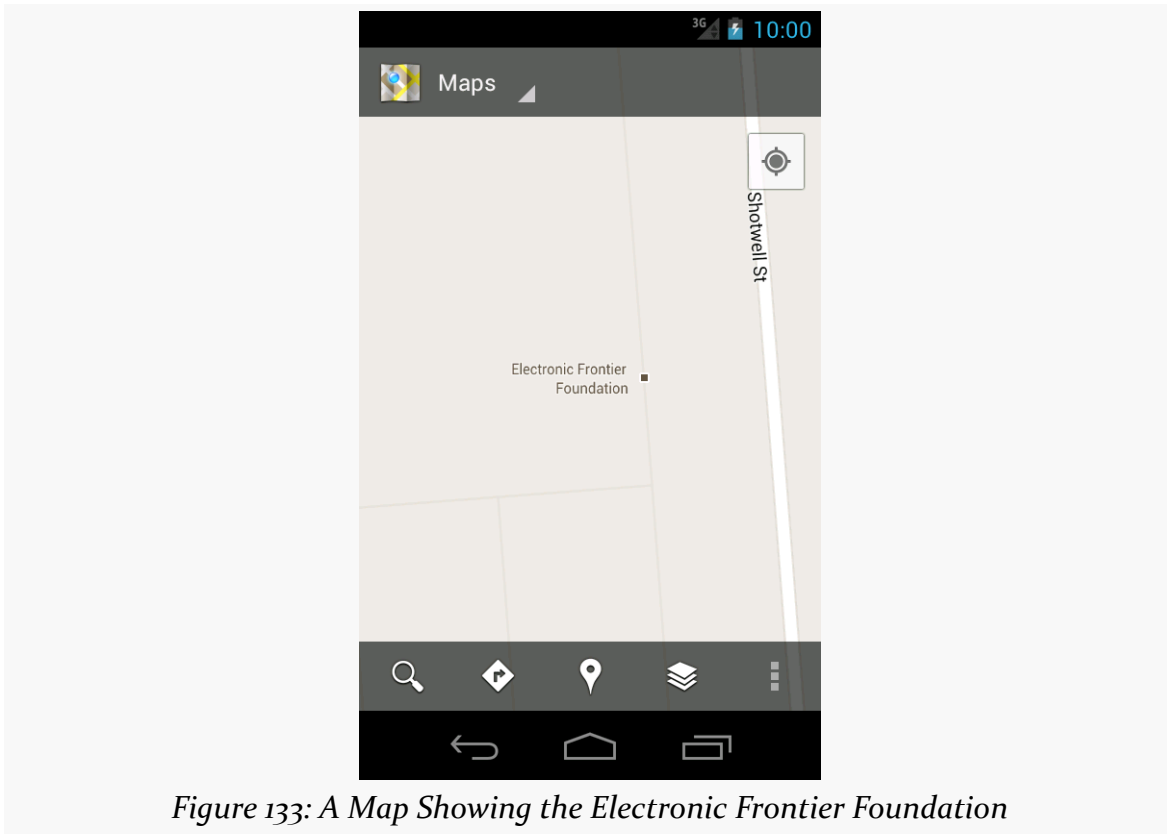 3G 10:00
Maps
Shotwell St
Electronic Frontier
Foundation
Figure 133: A Map Showing the Electronic Frontier Foundation